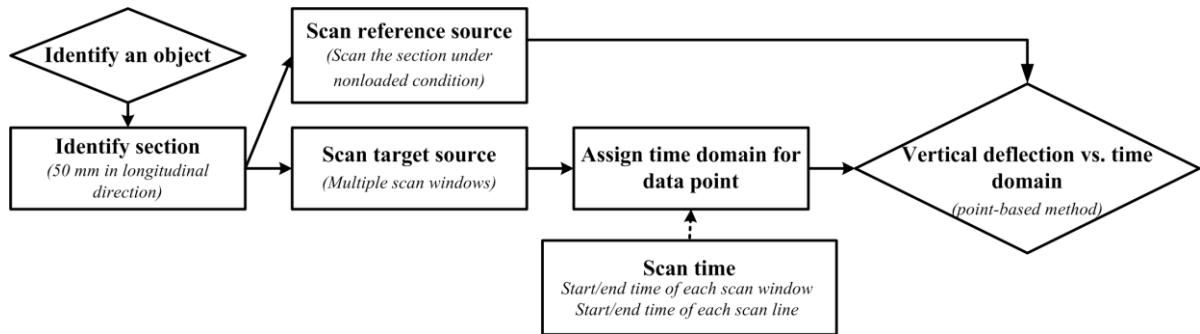 Identify an object
Identify section
(50 mm in longitudinal
direction)
Scan reference source
(Scan the section under
nonloaded condition)
Scan target source
(Multiple scan windows)
Assign time domain for
data point
Scan time
Start/end time of each scan window
Start/end time of each scan line
Vertical deflection vs. time
domain
(point-based method)